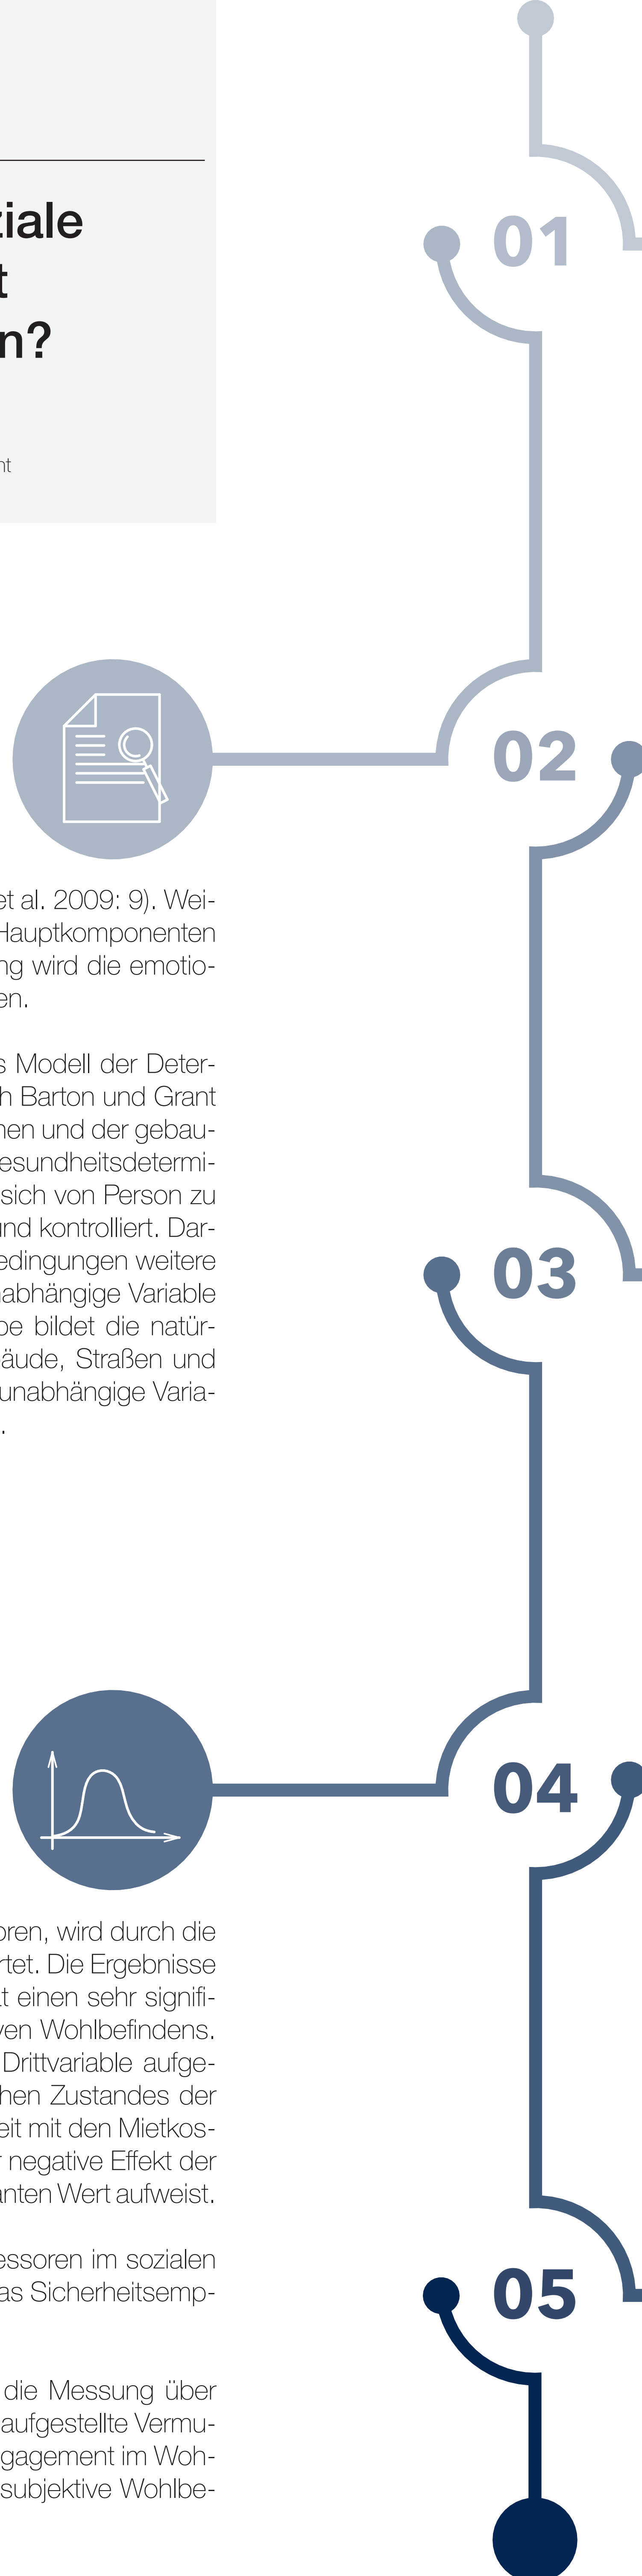 ziale
t
n?
nt
01
02
et al. 2009: 9). Wei-
Hauptkomponenten
ng wird die emotio-
en.
s Modell der Deter-
h Barton und Grant
nen und der gebau-
esundheitsdetermi-
sich von Person zu
und kontrolliert. Dar-
edingungen weitere
abhängige Variable
pe bildet die natür-
äude, Straßen und
unabhängige Varia-
.
03
04
oren, wird durch die
rtet. Die Ergebnisse
t einen sehr signifi-
ven Wohlbefindens.
Drittvariable aufge-
chen Zustandes der
eit mit den Mietkos-
r negative Effekt der
anten Wert aufweist.
essoren im sozialen
as Sicherheitsemp-
05
die Messung über
aufgestellte Vermu-
ngagement im Woh-
subjektive Wohlbe-